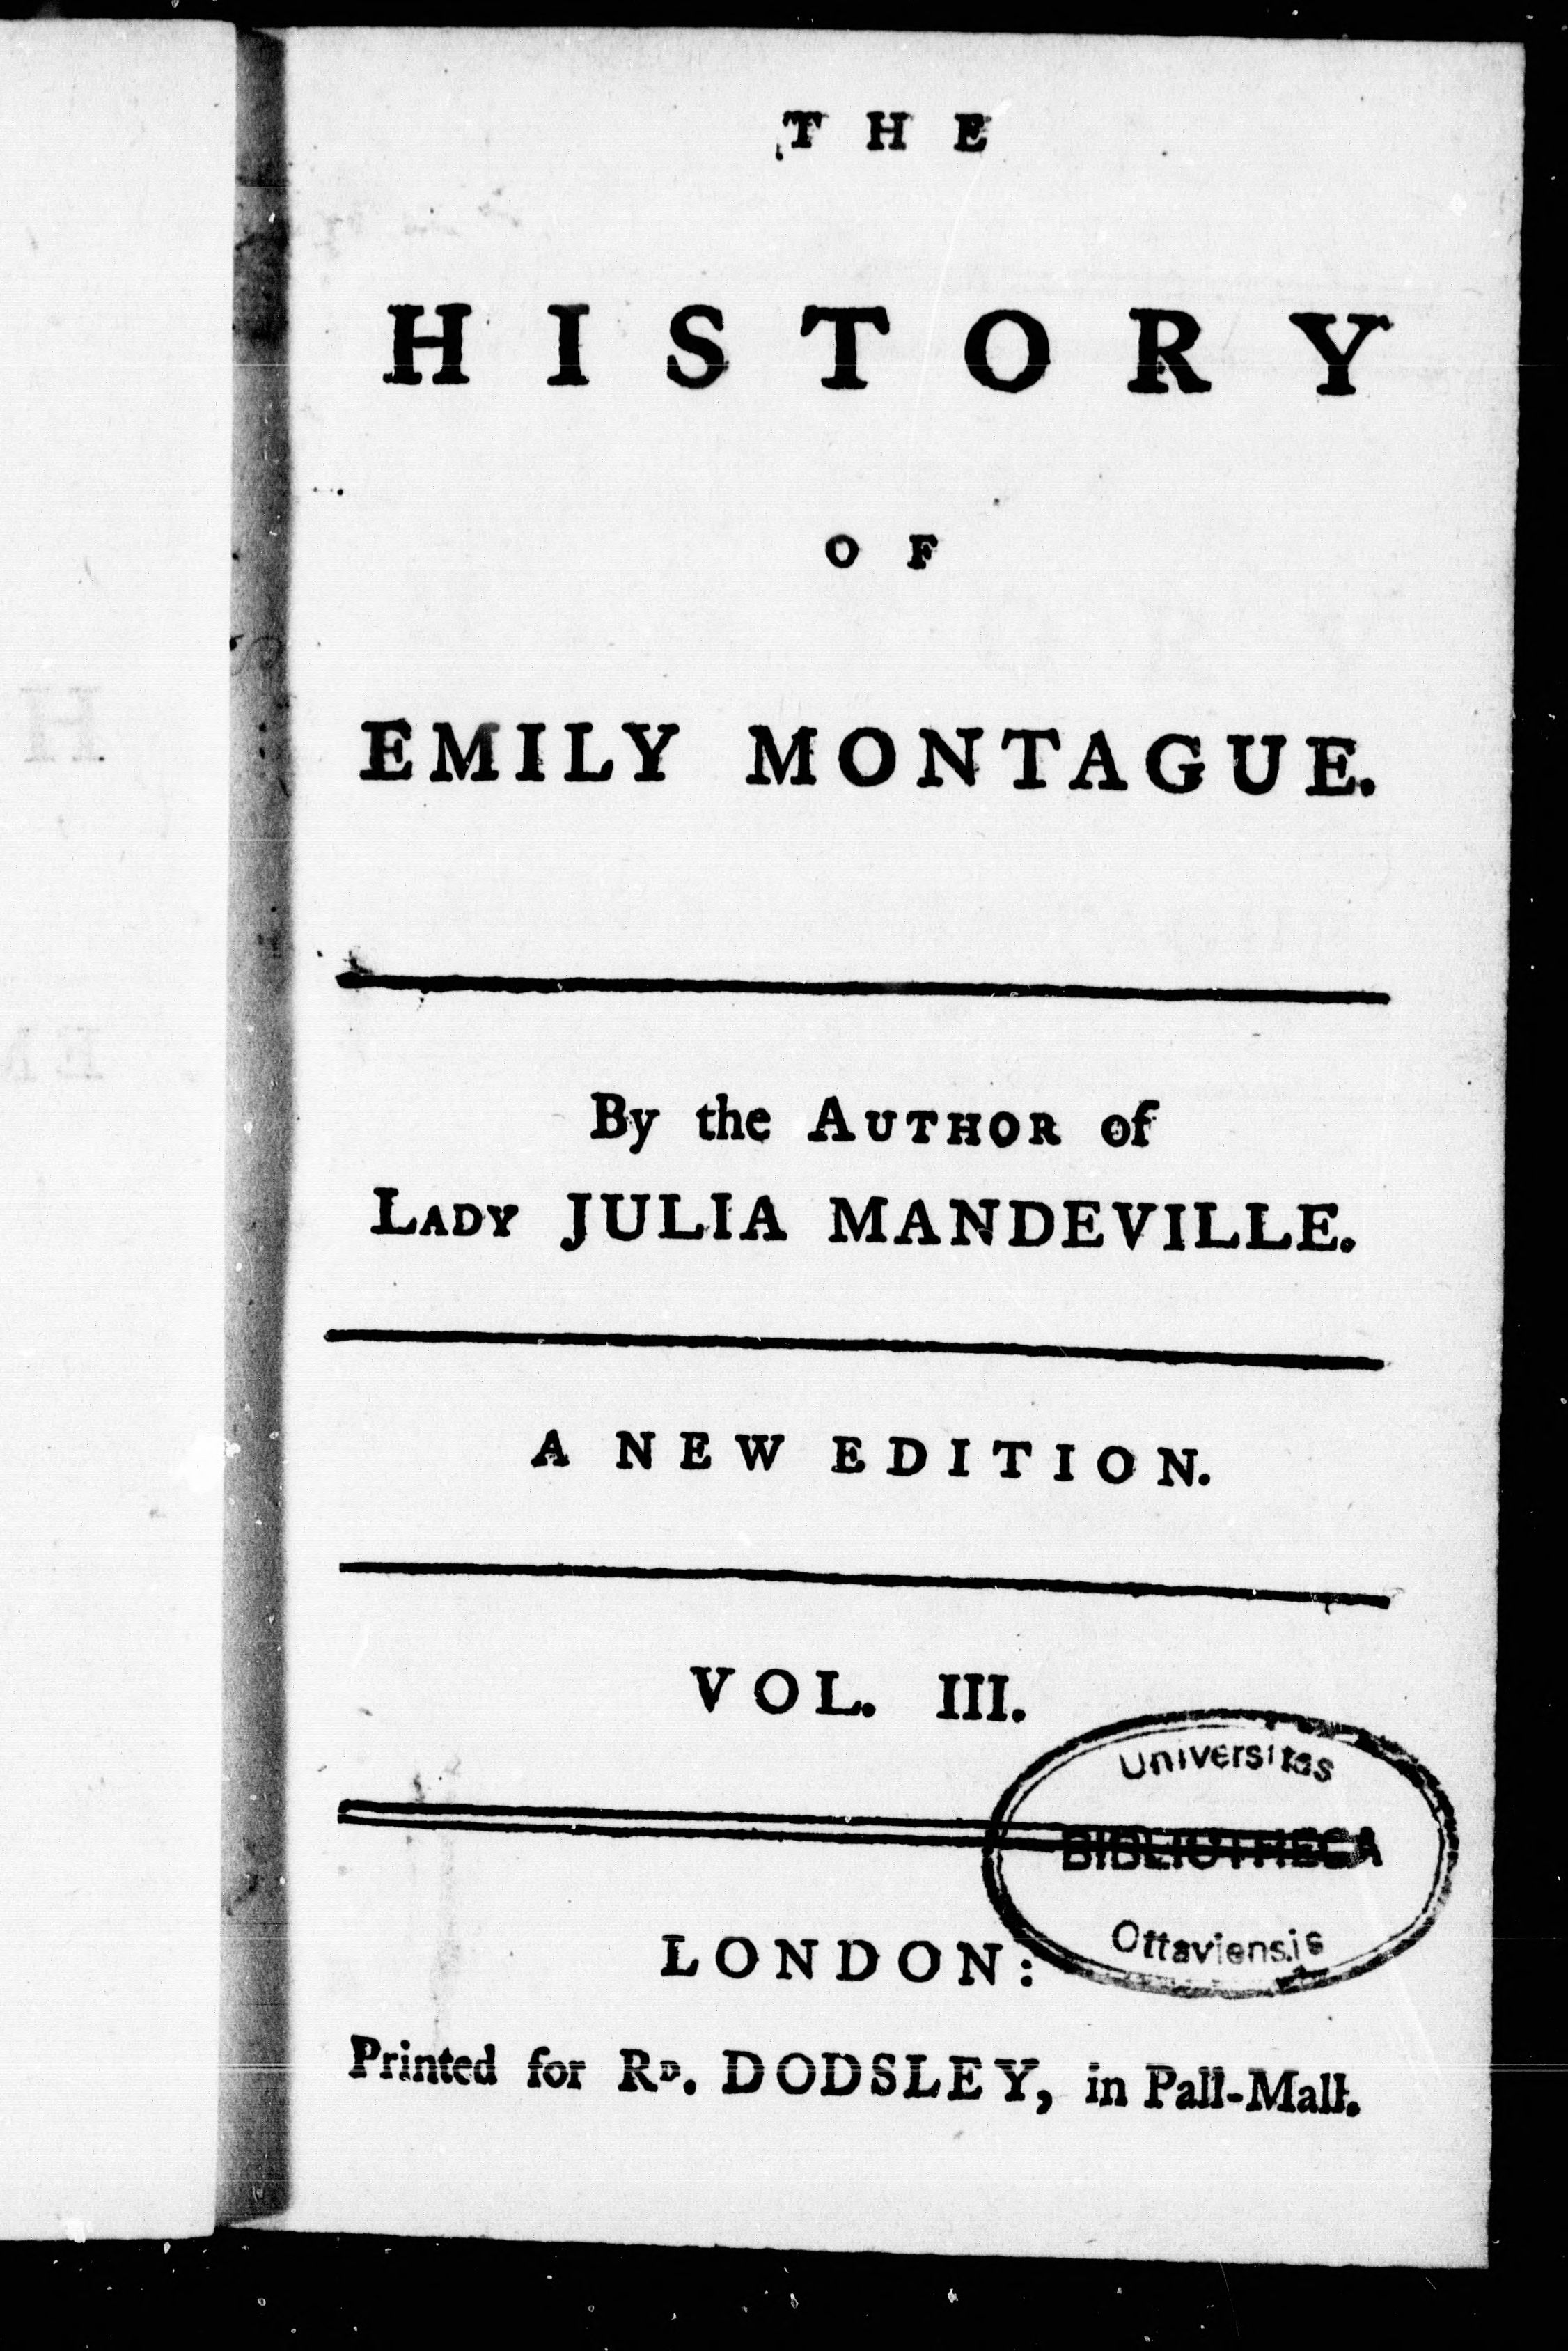 THE
HISTORY
OF
EMILY MONTAGUE.
By the AUTHOR of
LADY JULIA MANDEVILLE.
A NEW EDITION.
VOL. III.
Universitas
BIBLIOTHECA
Ottaviensis
LONDON:
Printed for RD. DODSLEY, in Pall-Mall.